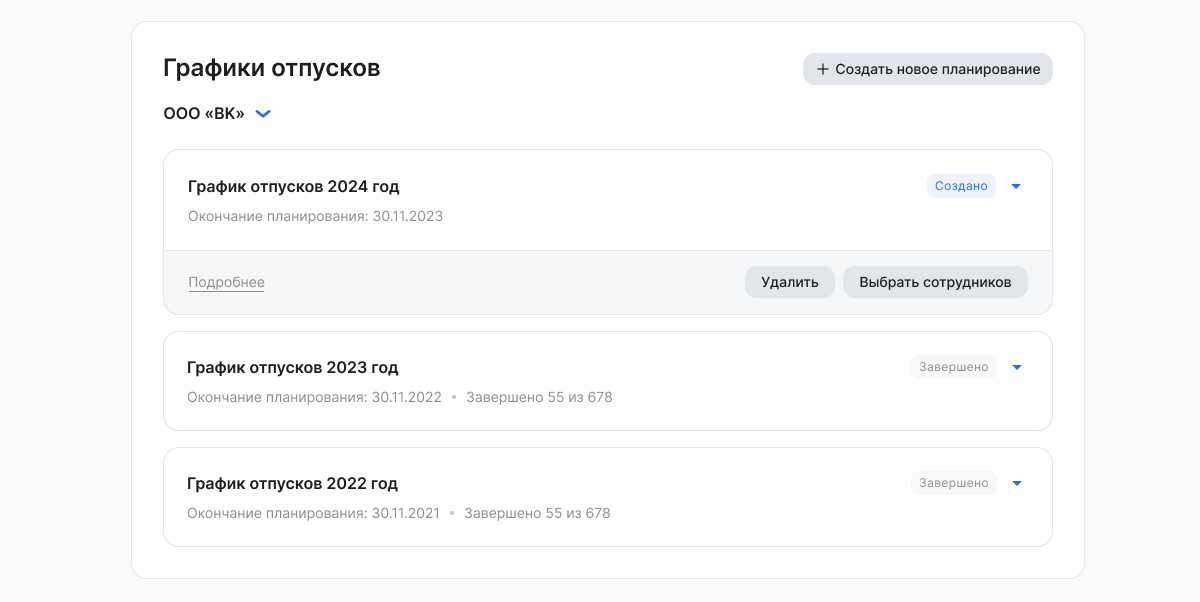 Графики отпусков
+ Создать новое планирование
ООО «ВК»
График отпусков 2024 год
Создано
Окончание планирования: 30.11.2023
Подробнее
Удалить
Выбрать сотрудников
График отпусков 2023 год
Завершено
Окончание планирования: 30.11.2022 • Завершено 55 из 678
График отпусков 2022 год
Завершено
Окончание планирования: 30.11.2021 • Завершено 55 из 678